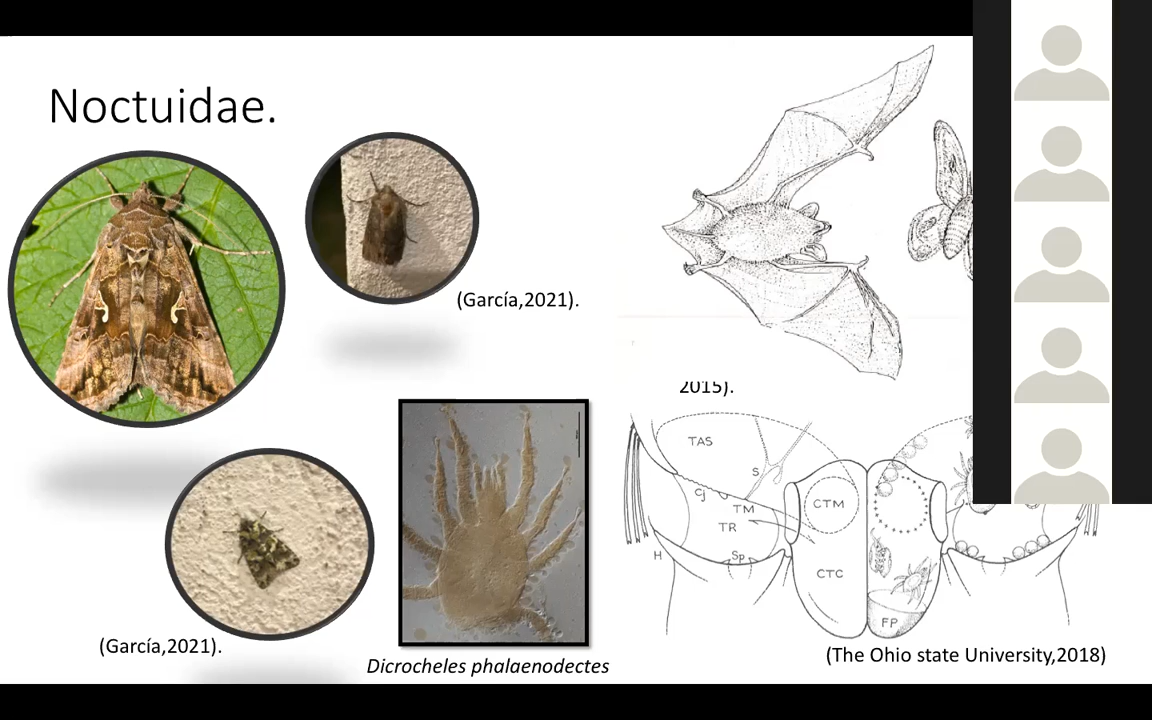 Noctuidae.
(García,2021).
2015).
(García,2021).
Dicrocheles phalaenodectes
TAS
S
Cj
TM
TR
CTM
H
Sp
CTC
FP
(The Ohio state University,2018)